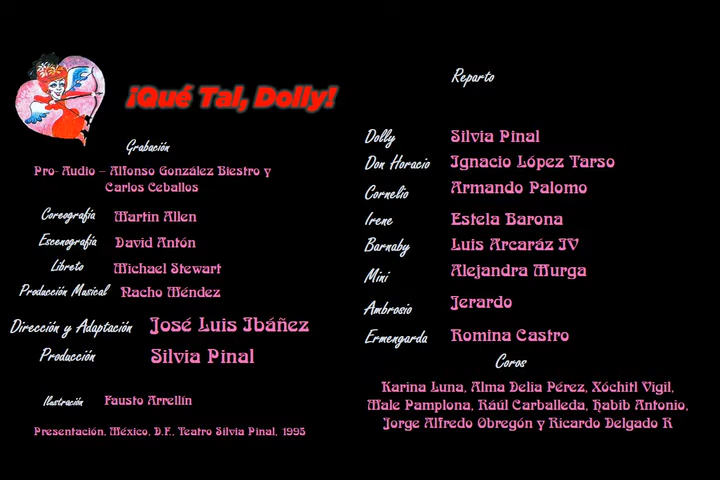 ¡Qué Tal, Dolly!
Grabación
Pro- Audio – Alfonso González Biestro y
Carlos Ceballos
Coreografía Martin Allen
Escenografía David Antón
Libreto Michael Stewart
Producción Musical Nacho Méndez
Dirección y Adaptación José Luis Ibáñez
Producción Silvia Pinal
Ilustración Fausto Arrellín
Presentación, México, D.F., Teatro Silvia Pinal, 1995
Reparto
Dolly Silvia Pinal
Don Horacio Ignacio López Tarso
Cornelio Armando Palomo
Irene Estela Barona
Barnaby Luis Arcaráz IV
Mini Alejandra Murga
Ambrosio Jerardo
Ermengarda Romina Castro
Coros
Karina Luna, Alma Delia Pérez, Xóchitl Vigil,
Male Pamplona, Ráúl Carballeda, Habib Antonio,
Jorge Alfredo Obregón y Ricardo Delgado R